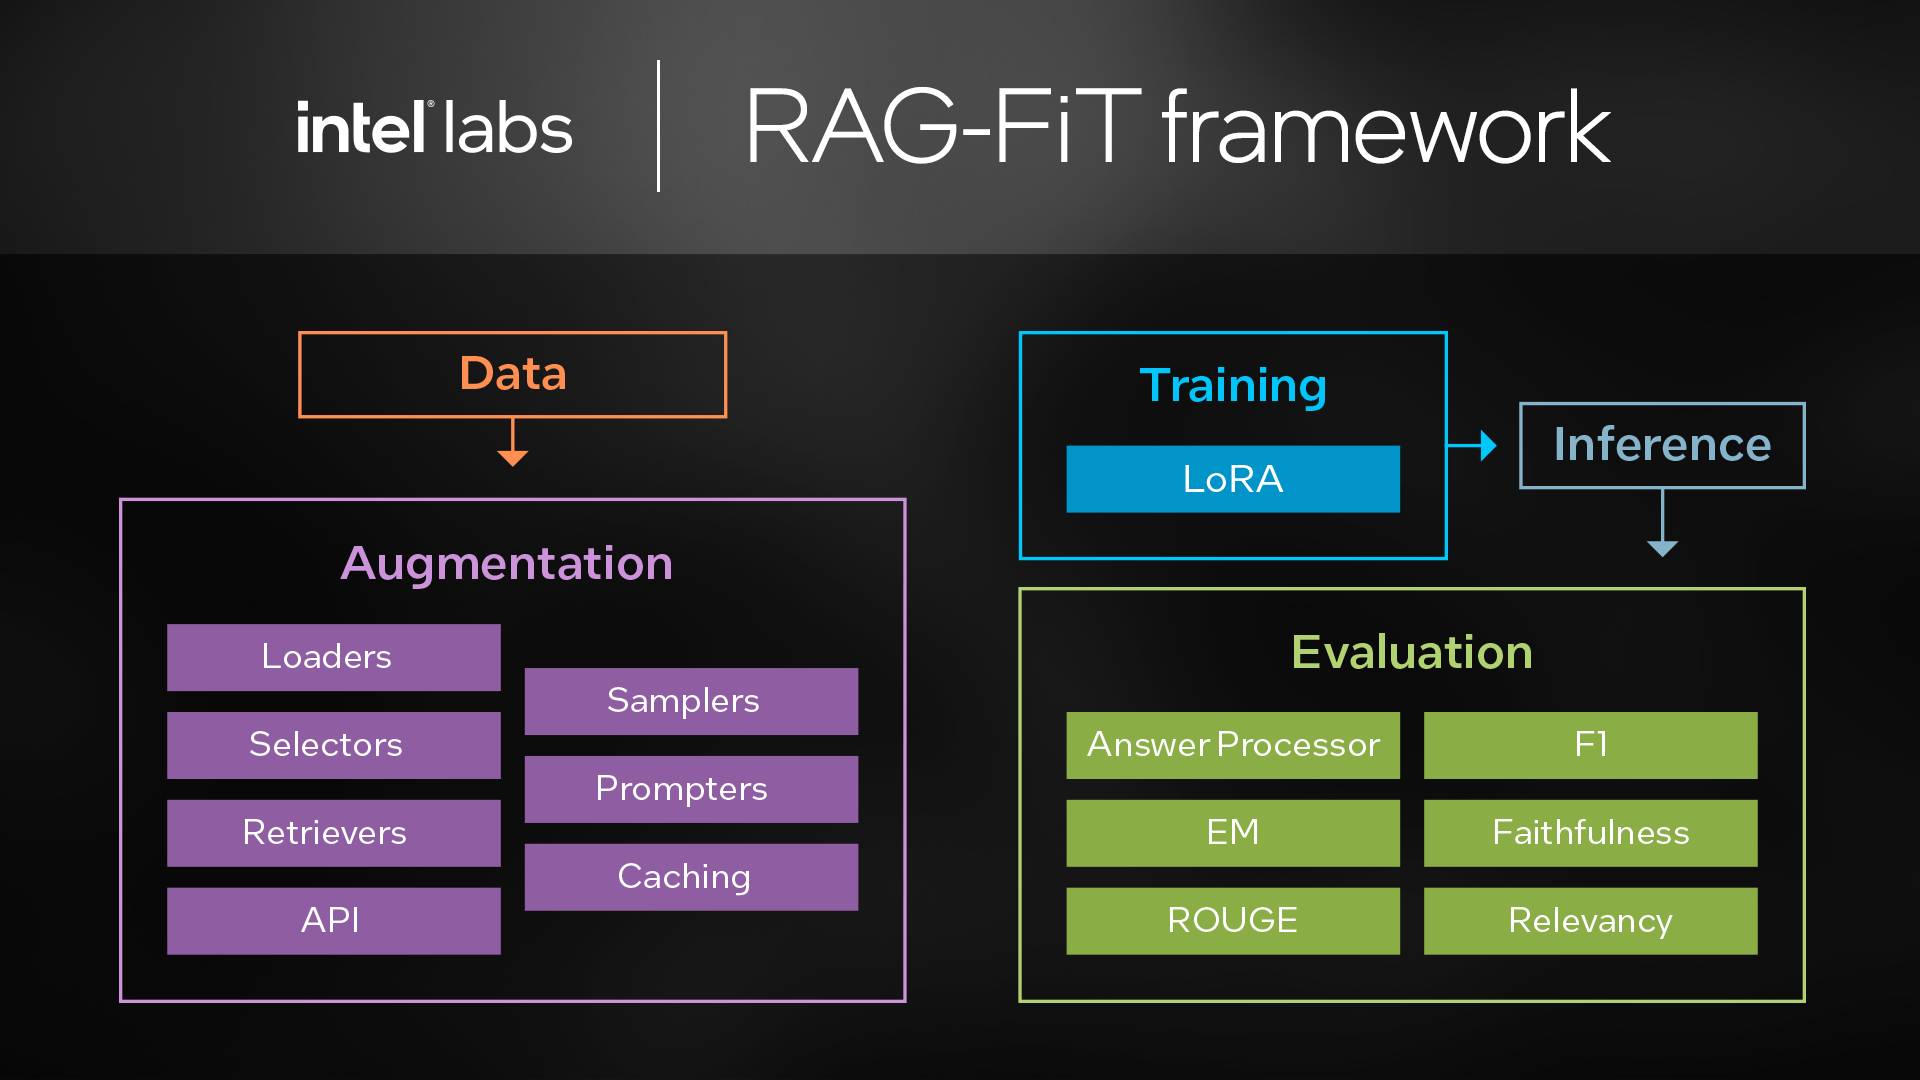 intel® labs
RAG-FiT framework
Data
Augmentation
Loaders
Selectors
Retrievers
API
Samplers
Prompters
Caching
Training
LoRA
Inference
Evaluation
Answer Processor
F1
EM
Faithfulness
ROUGE
Relevancy